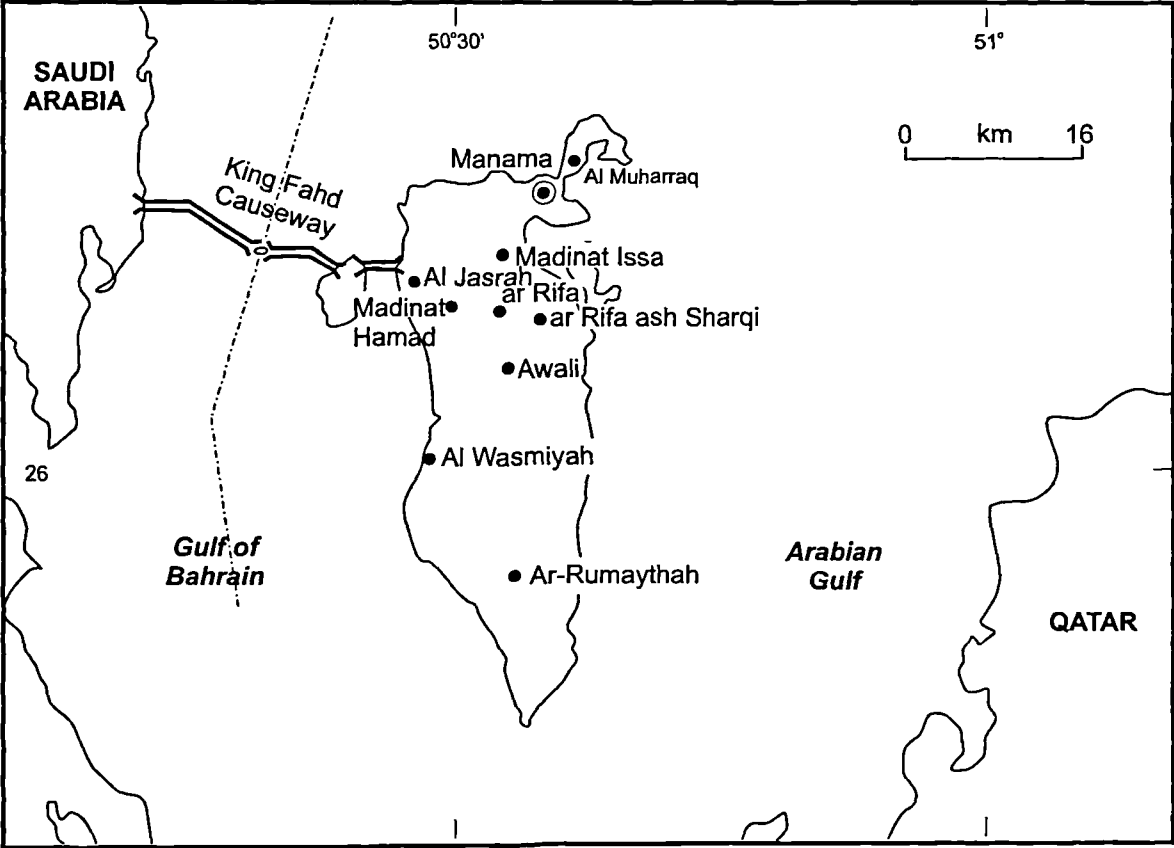 50°30'
51°
SAUDI
ARABIA
0 km 16
Manama
Al Muharraq
King Fahd
Causeway
Madinat Issa
Al Jasrah
ar Rifa
Madinat
Hamad
ar Rifa ash Sharqi
Awali
Al Wasmiyah
26
Gulf of
Bahrain
Arabian
Gulf
Ar-Rumaythah
QATAR